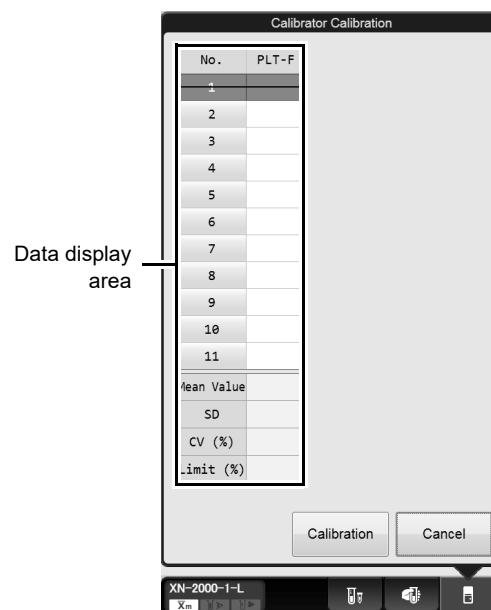 Calibrator Calibration
No. PLT-F
1
2
3
4
5
6
7
8
9
10
11
Mean Value
SD
CV (%)
Limit (%)
Data display
area
Calibration Cancel
XN-2000-1-L
Xm